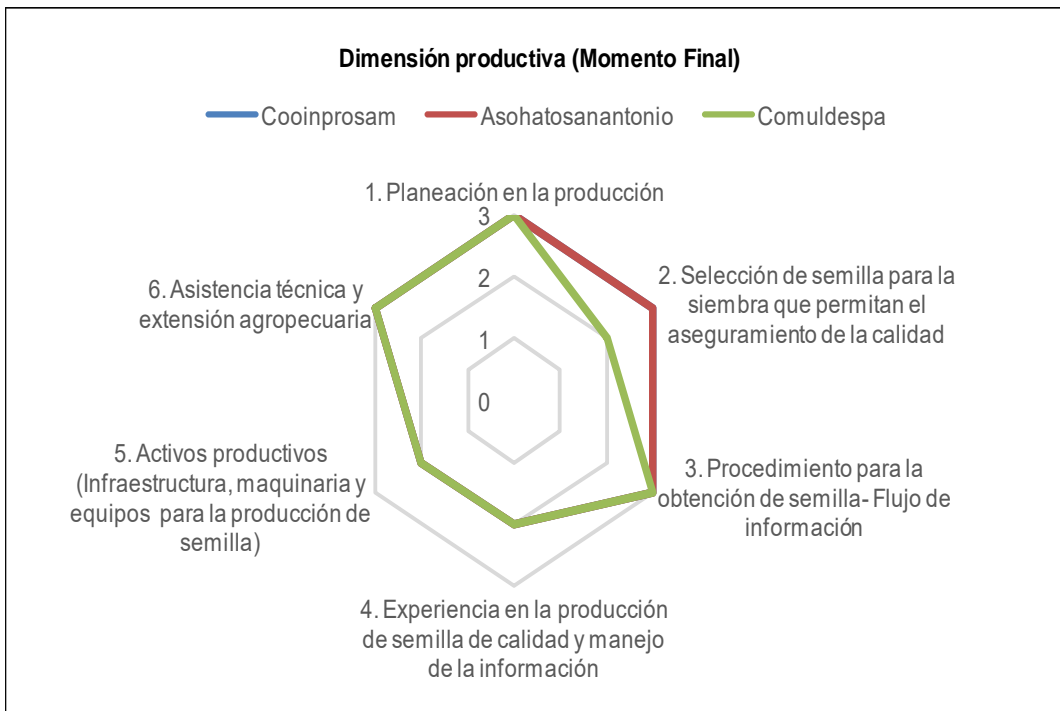 Dimensión productiva (Momento Final)
Cooinprosam Asohatosanantonio Comuldespa
1. Planeación en la producción
3
2
1
0
2. Selección de semilla para la
siembra que permitan el
aseguramiento de la calidad
3. Procedimiento para la
obtención de semilla- Flujo de
información
4. Experiencia en la producción
de semilla de calidad y manejo
de la información
5. Activos productivos
(Infraestructura, maquinaria y
equipos para la producción de
semilla)
6. Asistencia técnica y
extensión agropecuaria